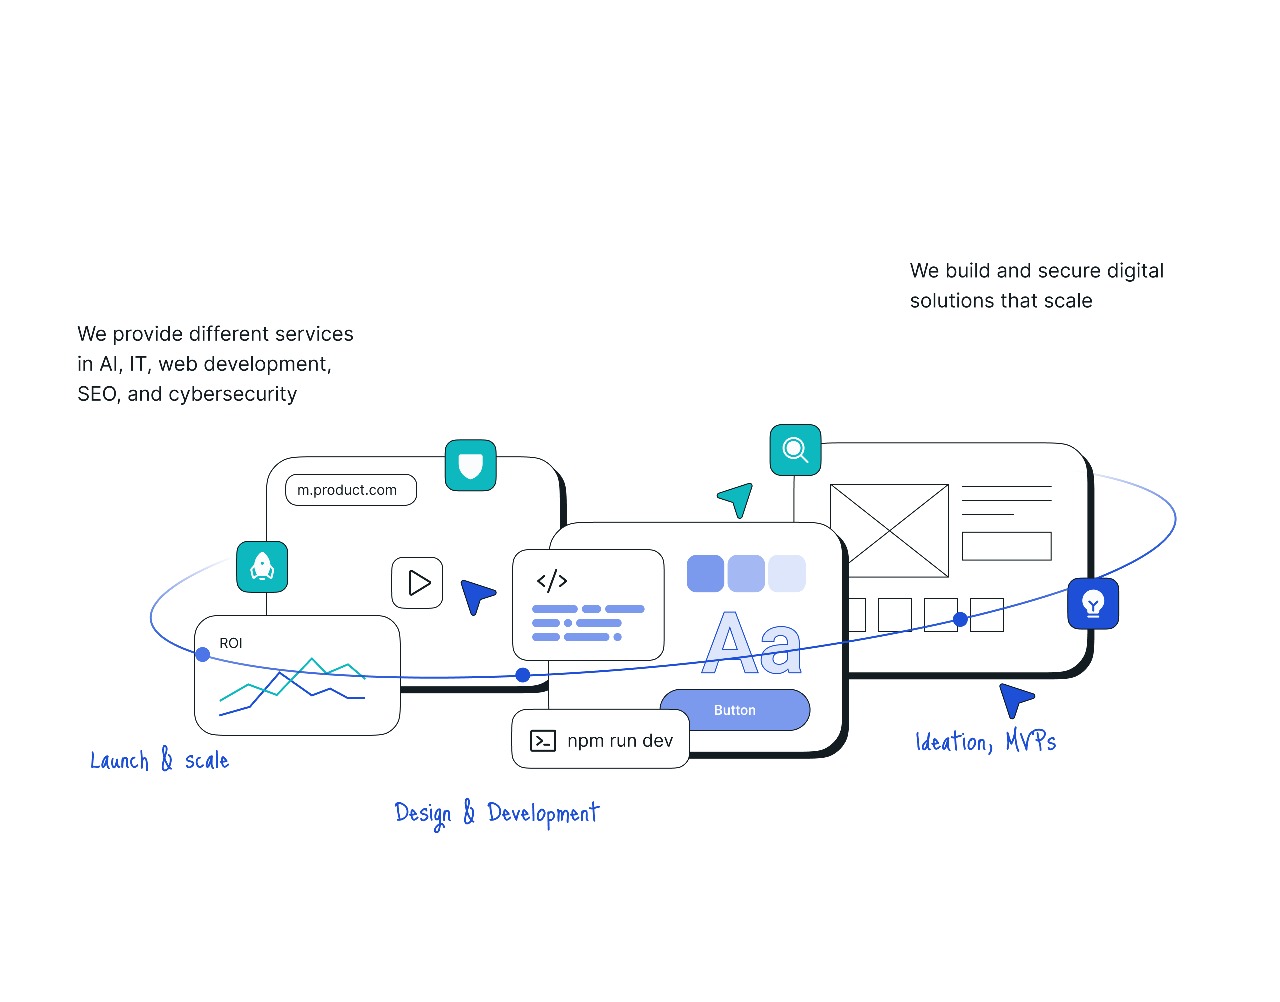 We build and secure digital
solutions that scale
We provide different services
in AI, IT, web development,
SEO, and cybersecurity
m.product.com
</>
Aa
ROI
Button
>_ npm run dev
Launch & scale
Design & Development
Ideation, MVPs